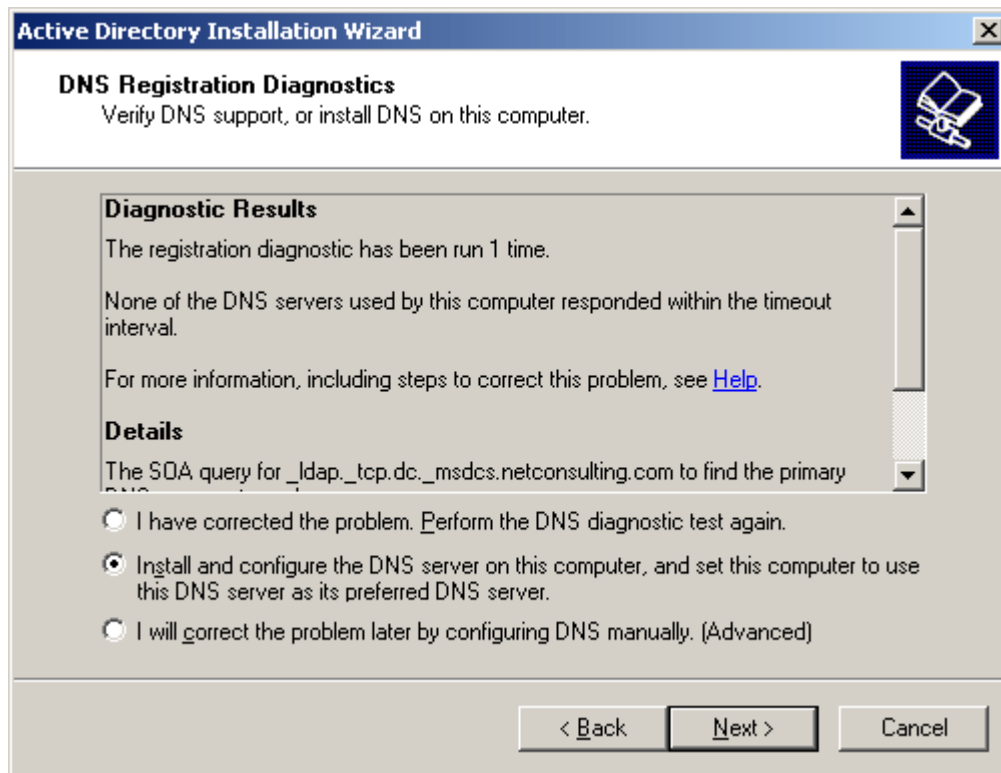 Active Directory Installation Wizard
DNS Registration Diagnostics
Verify DNS support, or install DNS on this computer.
Diagnostic Results
The registration diagnostic has been run 1 time.
None of the DNS servers used by this computer responded within the timeout
interval.
For more information, including steps to correct this problem, see Help.
Details
The SOA query for _ldap._tcp.dc._msdcs.netconsulting.com to find the primary
I have corrected the problem. Perform the DNS diagnostic test again.
Install and configure the DNS server on this computer, and set this computer to use
this DNS server as its preferred DNS server.
I will correct the problem later by configuring DNS manually. (Advanced)
< Back
Next >
Cancel